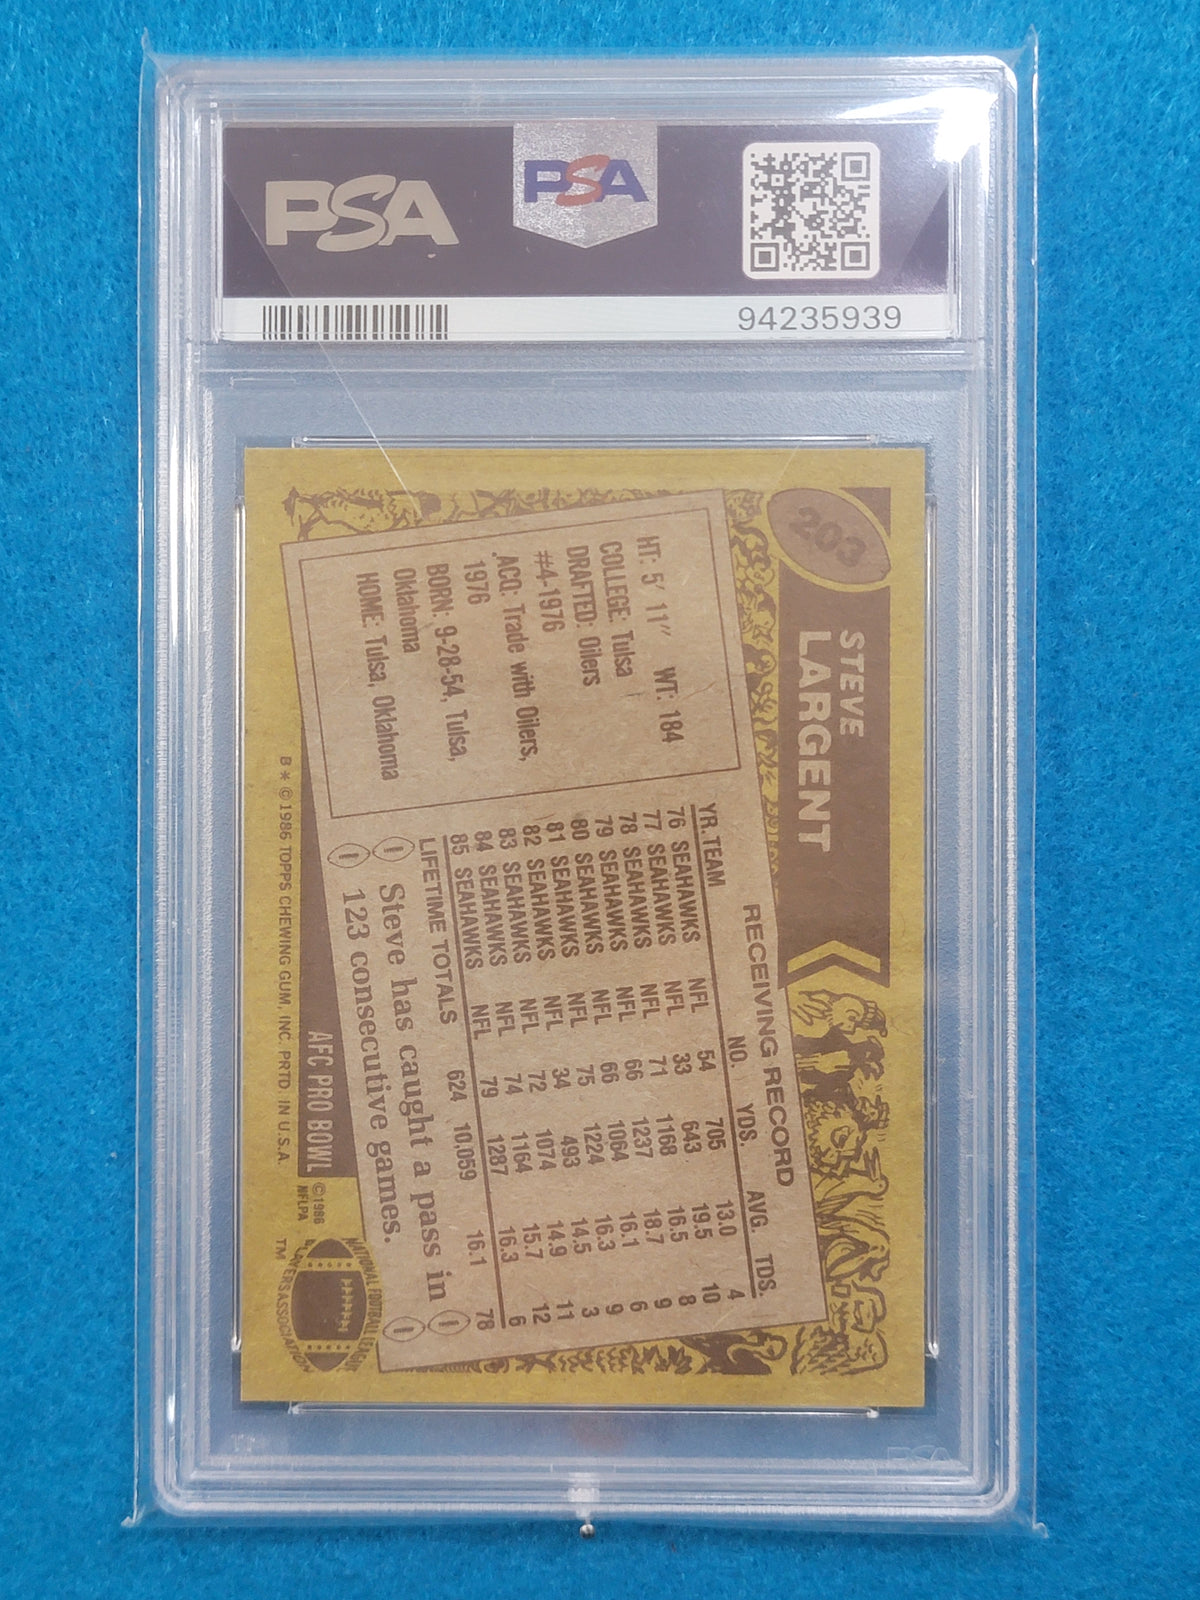 PSA
PSA
94235939
203
STEVE
LARGENT
HT: 5' 11" WT: 184
COLLEGE: Tulsa
DRAFTED: Oilers
#4-1976
ACQ: Trade with Oilers,
1976
BORN: 9-28-54, Tulsa,
Oklahoma
HOME: Tulsa, Oklahoma
RECEIVING RECORD
YR. TEAM NO. YDS. AVG. TDS.
76 SEAHAWKS NFL 54 705 13.0 4
77 SEAHAWKS NFL 33 643 19.5 10
78 SEAHAWKS NFL 71 1168 16.5 8
79 SEAHAWKS NFL 66 1237 18.7 9
80 SEAHAWKS NFL 66 1064 16.1 6
81 SEAHAWKS NFL 75 1224 16.3 9
82 SEAHAWKS NFL 34 493 14.5 3
83 SEAHAWKS NFL 72 1074 14.9 11
84 SEAHAWKS NFL 74 1164 15.7 12
85 SEAHAWKS NFL 79 1287 16.3 6
LIFETIME TOTALS 624 10,059 16.1 78
Steve has caught a pass in
123 consecutive games.
AFC PRO BOWL
©1986
NFLPA
NATIONAL FOOTBALL LEAGUE
PLAYERS ASSOCIATION
TM
B * ©1986 TOPPS CHEWING GUM, INC. PRTD. IN U.S.A.
PSA